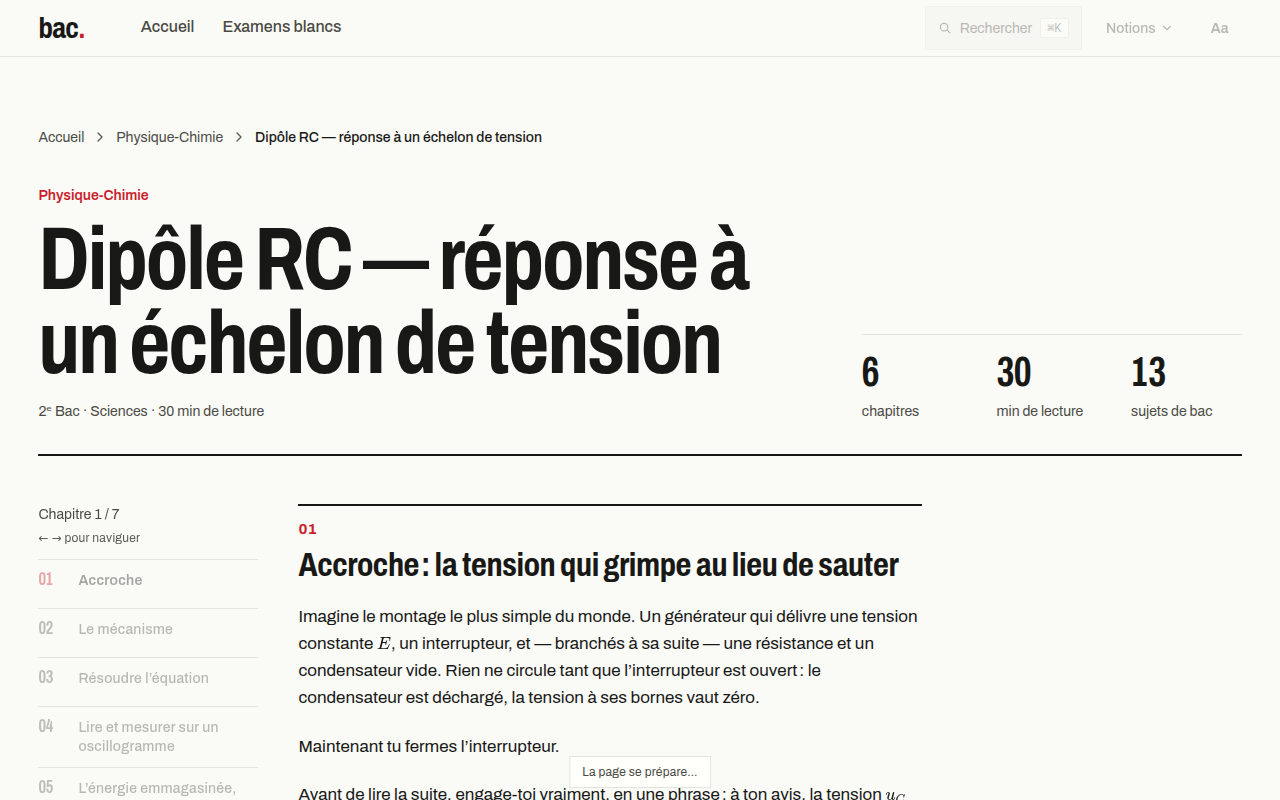 bac.
Accueil
Examens blancs
Rechercher ⌘K
Notions
Aa
Accueil > Physique-Chimie > Dipôle RC — réponse à un échelon de tension
Physique-Chimie
Dipôle RC — réponse à
un échelon de tension
2ᵉ Bac · Sciences · 30 min de lecture
6
chapitres
30
min de lecture
13
sujets de bac
Chapitre 1 / 7
← → pour naviguer
01 Accroche
02 Le mécanisme
03 Résoudre l’équation
04 Lire et mesurer sur un
oscillogramme
05 L’énergie emmagasinée,
01
Accroche : la tension qui grimpe au lieu de sauter
Imagine le montage le plus simple du monde. Un générateur qui délivre une tension
constante E, un interrupteur, et — branchés à sa suite — une résistance et un
condensateur vide. Rien ne circule tant que l’interrupteur est ouvert : le
condensateur est déchargé, la tension à ses bornes vaut zéro.
Maintenant tu fermes l’interrupteur.
La page se prépare…
Avant de lire la suite, engage-toi vraiment, en une phrase : à ton avis, la tension u_C